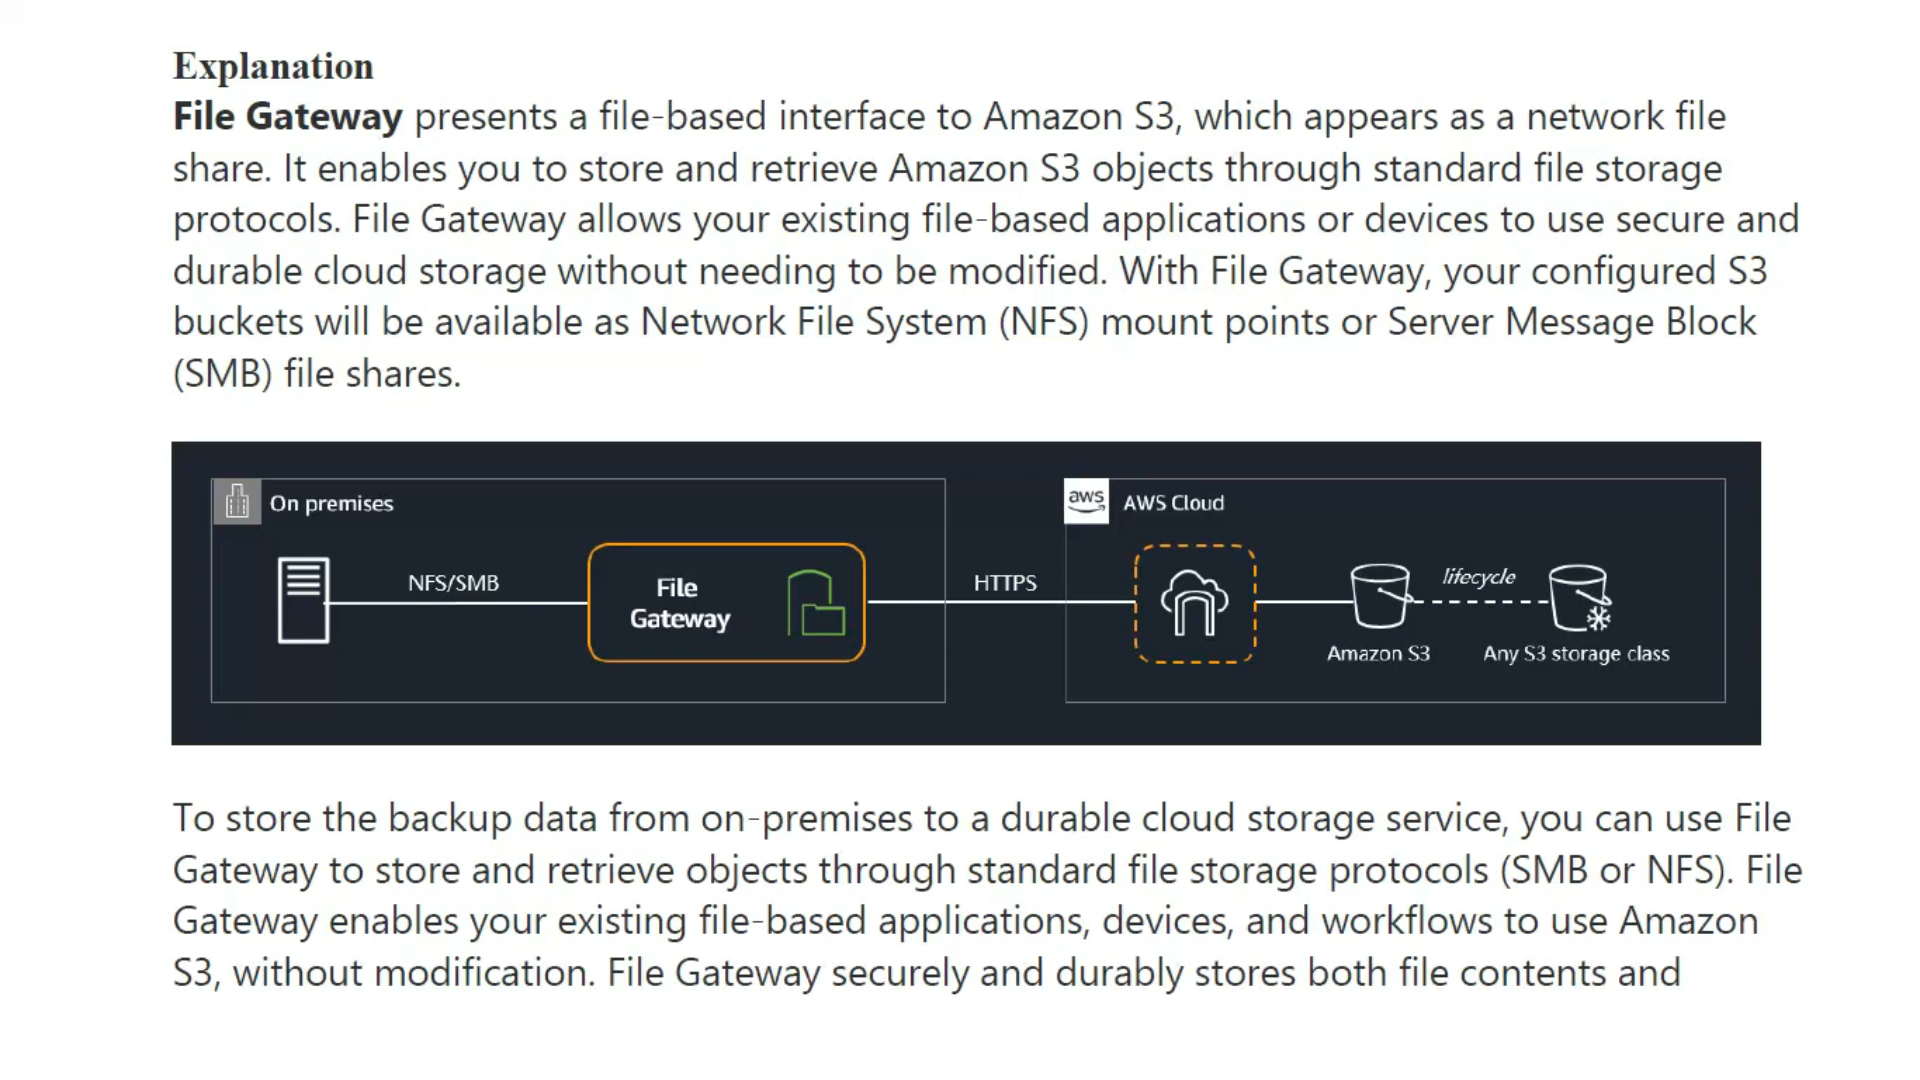 Explanation
File Gateway presents a file-based interface to Amazon S3, which appears as a network file
share. It enables you to store and retrieve Amazon S3 objects through standard file storage
protocols. File Gateway allows your existing file-based applications or devices to use secure and
durable cloud storage without needing to be modified. With File Gateway, your configured S3
buckets will be available as Network File System (NFS) mount points or Server Message Block
(SMB) file shares.
On premises
aws
AWS Cloud
NFS/SMB
File
Gateway
HTTPS
lifecycle
Amazon S3
Any S3 storage class
To store the backup data from on-premises to a durable cloud storage service, you can use File
Gateway to store and retrieve objects through standard file storage protocols (SMB or NFS). File
Gateway enables your existing file-based applications, devices, and workflows to use Amazon
S3, without modification. File Gateway securely and durably stores both file contents and